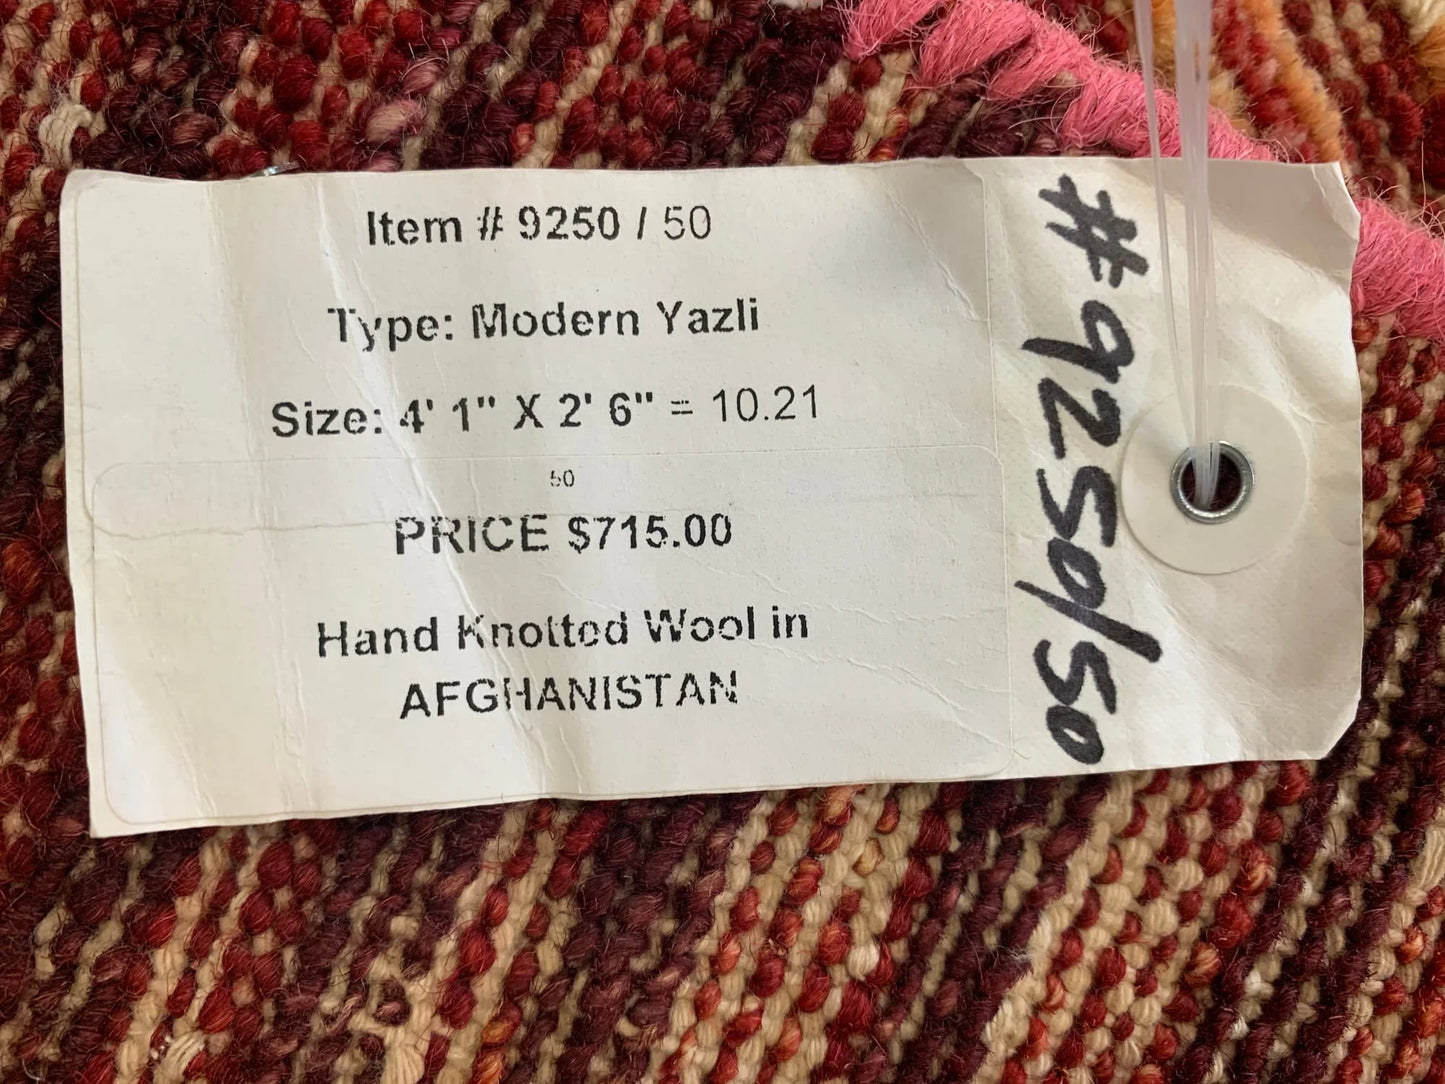 Item # 9250 / 50
Type: Modern Yazli
Size: 4' 1" X 2' 6" = 10.21
50
PRICE $715.00
Hand Knotted Wool in
AFGHANISTAN
#9250/50